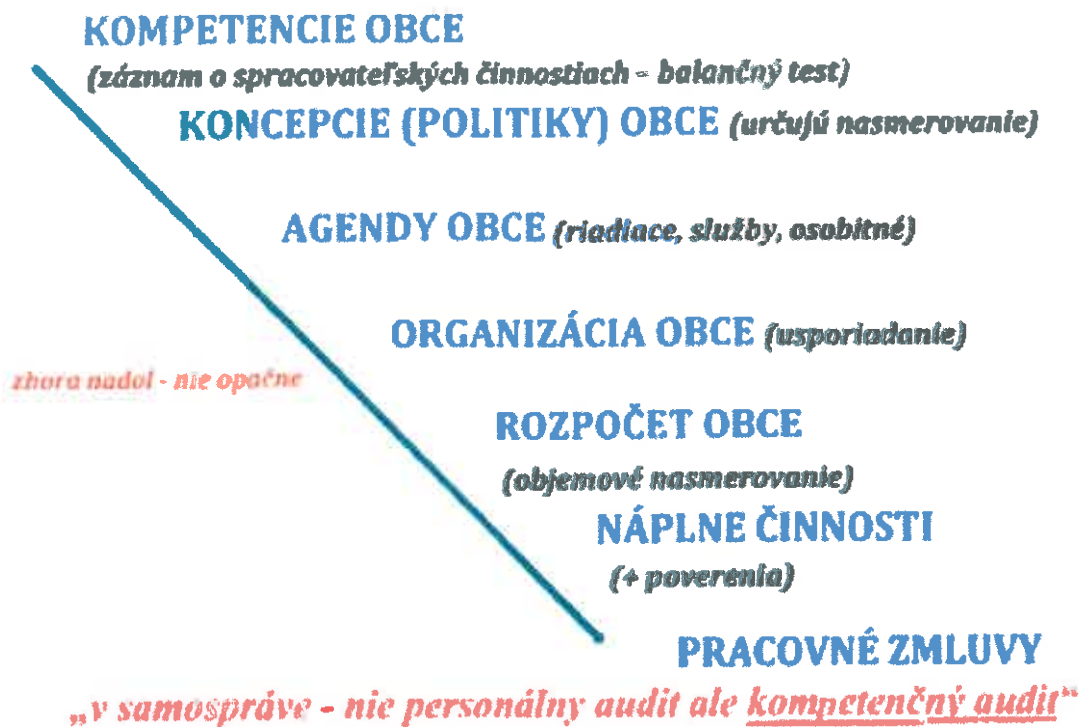 KOMPETENCIE OBCE
(záznam o spracovateľských činnostiach - balančný test)
KONCEPCIE (POLITIKY) OBCE (určujú nasmerovanie)
AGENDY OBCE (riadiace, služby, osobitné)
ORGANIZÁCIA OBCE (usporiadanie)
zhora nadol - nie opačne
ROZPOČET OBCE
(objemové nasmerovanie)
NÁPLNE ČINNOSTI
(+ poverenia)
PRACOVNÉ ZMLUVY
„v samospráve - nie personálny audit ale kompetenčný audit“